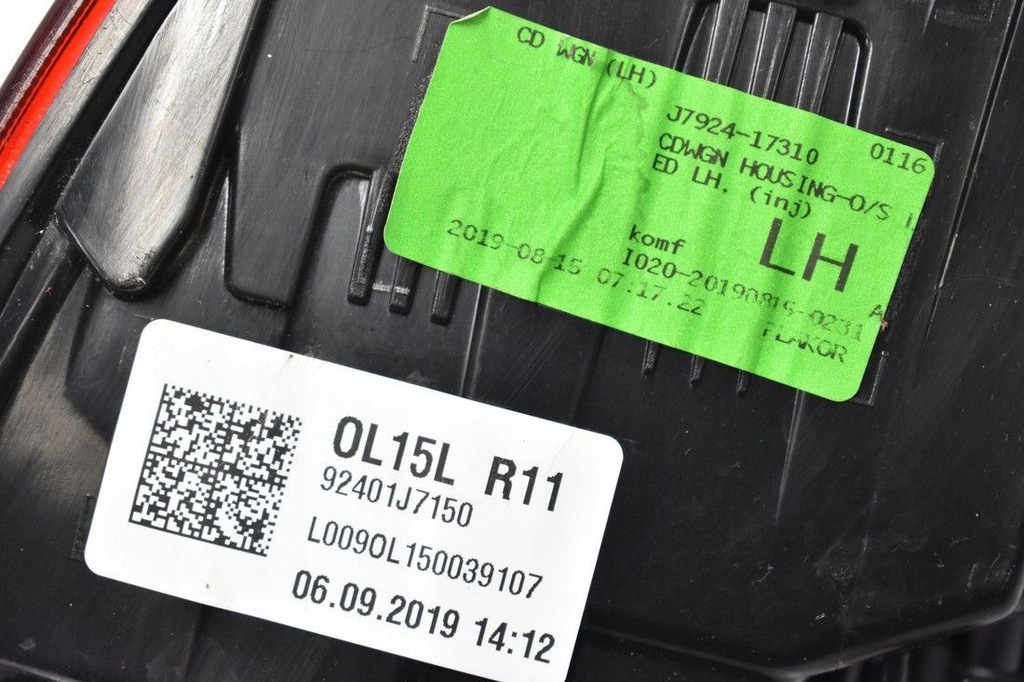 CD WGN (LH)
J7924-17310 0116
CDWGN HOUSING-O/S L
ED LH. (inj)
LH
komf
I020-20190815-0231 A
2019-08-15 07.17.22
PLAKOR
OL15L R11
92401J7150
L009OL150039107
06.09.2019 14:12